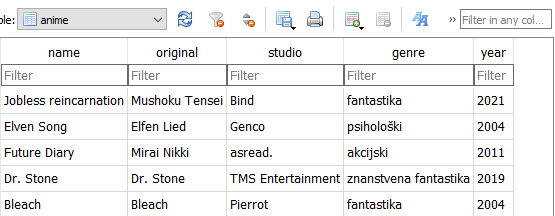 ole: anime » Filter in any col...
name original studio genre year
Filter Filter Filter Filter Filter
Jobless reincarnation Mushoku Tensei Bind fantastika 2021
Elven Song Elfen Lied Genco psihološki 2004
Future Diary Mirai Nikki asread. akcijski 2011
Dr. Stone Dr. Stone TMS Entertainment znanstvena fantastika 2019
Bleach Bleach Pierrot fantastika 2004